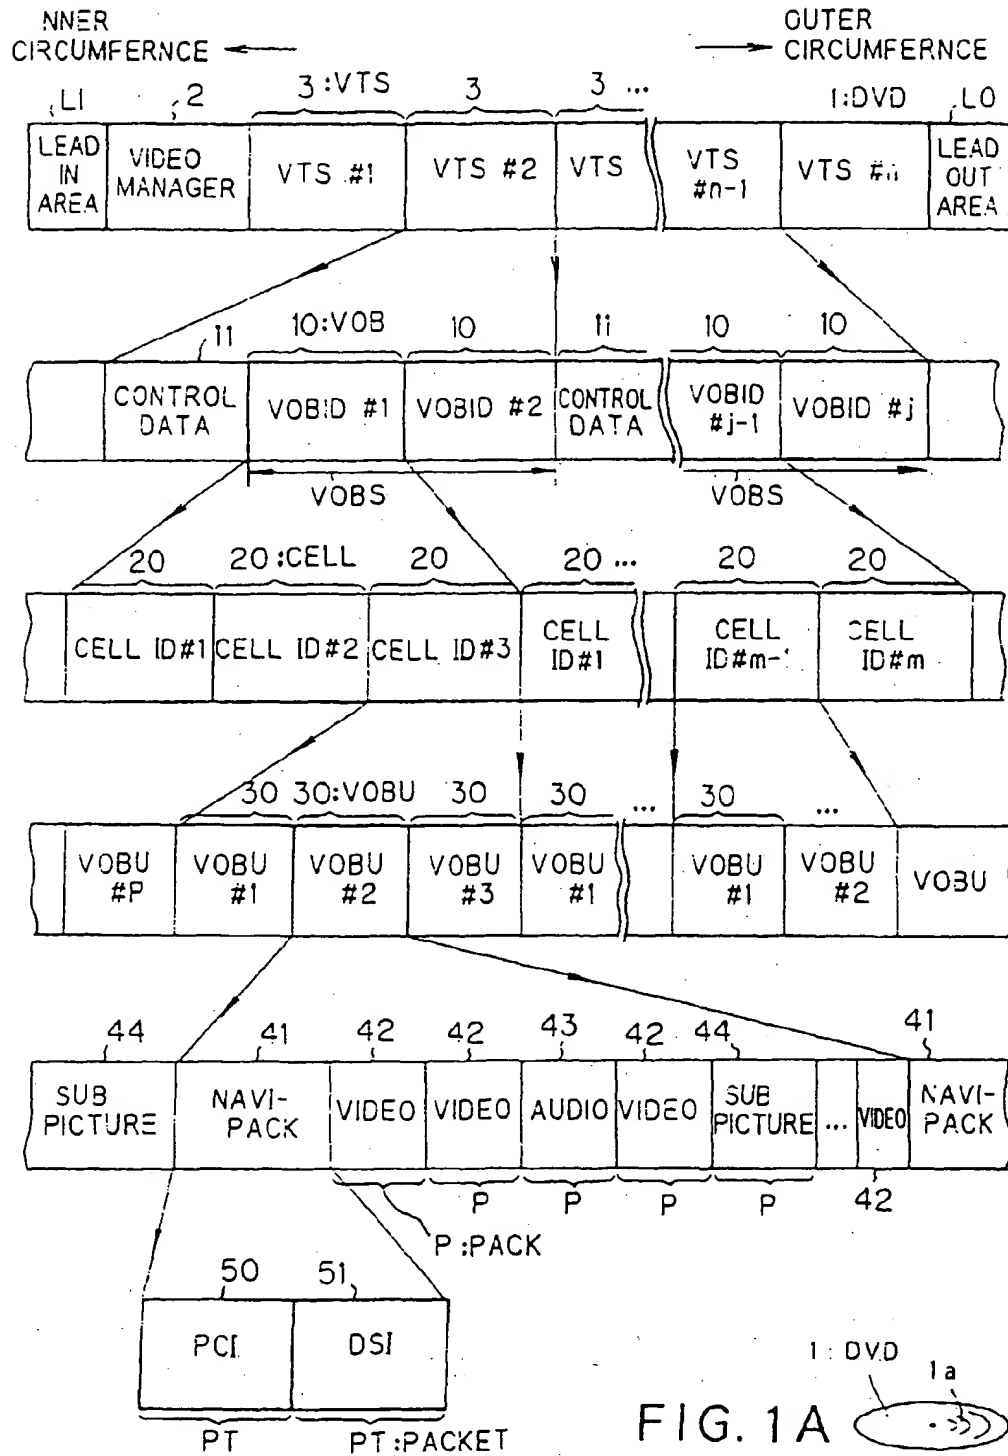 NNER
CIRCUMFERNCE
OUTER
CIRCUMFERENCE
LI 2 3:VTS 3 3 ... 1:DVD LO
LEAD IN AREA
VIDEO MANAGER
VTS #1
VTS #2
VTS
VTS #n-1
VTS #n
LEAD OUT AREA
11 10:VOB 10 11 10 10
CONTROL DATA
VOBID #1
VOBID #2
CONTROL DATA
VOBID #j-1
VOBID #j
VOBS VOBS
20 20:CELL 20 20 ... 20 20
CELL ID#1
CELL ID#2
CELL ID#3
CELL ID#1
CELL ID#m-1
CELL ID#m
30 30:VOBU 30 30 ... 30 ...
VOBU #P
VOBU #1
VOBU #2
VOBU #3
VOBU #1
VOBU #1
VOBU #2
VOBU
44 41 42 42 43 42 44 41
SUB PICTURE
NAVI-PACK
VIDEO
VIDEO
AUDIO
VIDEO
SUB PICTURE
...
VIDEO
NAVI-PACK
P P P P 42
P:PACK
50 51
PCI
DSI
PT PT:PACKET
FIG. 1A
1:DVD
1a